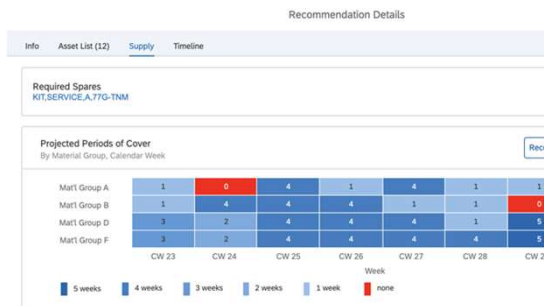 Recommendation Details
Info Asset List (12) Supply Timeline
Required Spares
KIT,SERVICE,A,77G-TNM
Projected Periods of Cover
By Material Group, Calendar Week
Mat'l Group A 1 0 4 1 4 1 1
Mat'l Group B 1 4 4 4 1 1 0
Mat'l Group D 3 2 4 4 4 1 5
Mat'l Group F 3 2 4 4 4 4 5
CW 23 CW 24 CW 25 CW 26 CW 27 CW 28 CW 2
Week
5 weeks 4 weeks 3 weeks 2 weeks 1 week none